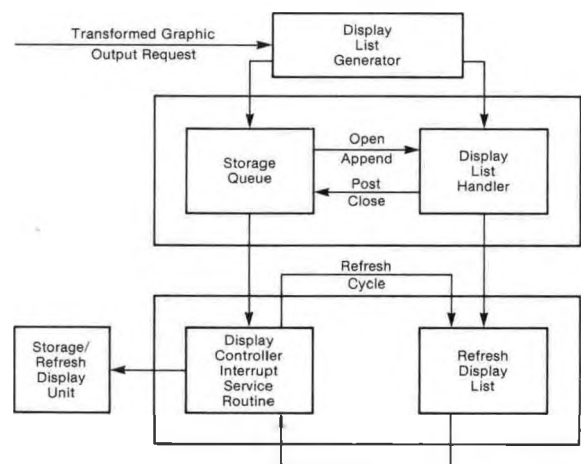 Transformed Graphic
Output Request
Display
List
Generator
Storage
Queue
Open
Append
Post
Close
Display
List
Handler
Refresh
Cycle
Storage/
Refresh
Display
Unit
Display
Controller
Interrupt
Service
Routine
Refresh
Display
List